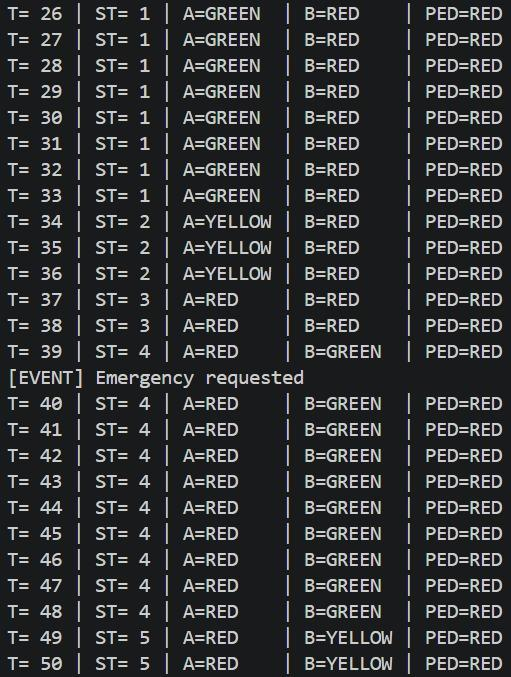 T= 26 | ST= 1 | A=GREEN  | B=RED    | PED=RED
T= 27 | ST= 1 | A=GREEN  | B=RED    | PED=RED
T= 28 | ST= 1 | A=GREEN  | B=RED    | PED=RED
T= 29 | ST= 1 | A=GREEN  | B=RED    | PED=RED
T= 30 | ST= 1 | A=GREEN  | B=RED    | PED=RED
T= 31 | ST= 1 | A=GREEN  | B=RED    | PED=RED
T= 32 | ST= 1 | A=GREEN  | B=RED    | PED=RED
T= 33 | ST= 1 | A=GREEN  | B=RED    | PED=RED
T= 34 | ST= 2 | A=YELLOW | B=RED    | PED=RED
T= 35 | ST= 2 | A=YELLOW | B=RED    | PED=RED
T= 36 | ST= 2 | A=YELLOW | B=RED    | PED=RED
T= 37 | ST= 3 | A=RED    | B=RED    | PED=RED
T= 38 | ST= 3 | A=RED    | B=RED    | PED=RED
T= 39 | ST= 4 | A=RED    | B=GREEN  | PED=RED
[EVENT] Emergency requested
T= 40 | ST= 4 | A=RED    | B=GREEN  | PED=RED
T= 41 | ST= 4 | A=RED    | B=GREEN  | PED=RED
T= 42 | ST= 4 | A=RED    | B=GREEN  | PED=RED
T= 43 | ST= 4 | A=RED    | B=GREEN  | PED=RED
T= 44 | ST= 4 | A=RED    | B=GREEN  | PED=RED
T= 45 | ST= 4 | A=RED    | B=GREEN  | PED=RED
T= 46 | ST= 4 | A=RED    | B=GREEN  | PED=RED
T= 47 | ST= 4 | A=RED    | B=GREEN  | PED=RED
T= 48 | ST= 4 | A=RED    | B=GREEN  | PED=RED
T= 49 | ST= 5 | A=RED    | B=YELLOW | PED=RED
T= 50 | ST= 5 | A=RED    | B=YELLOW | PED=RED